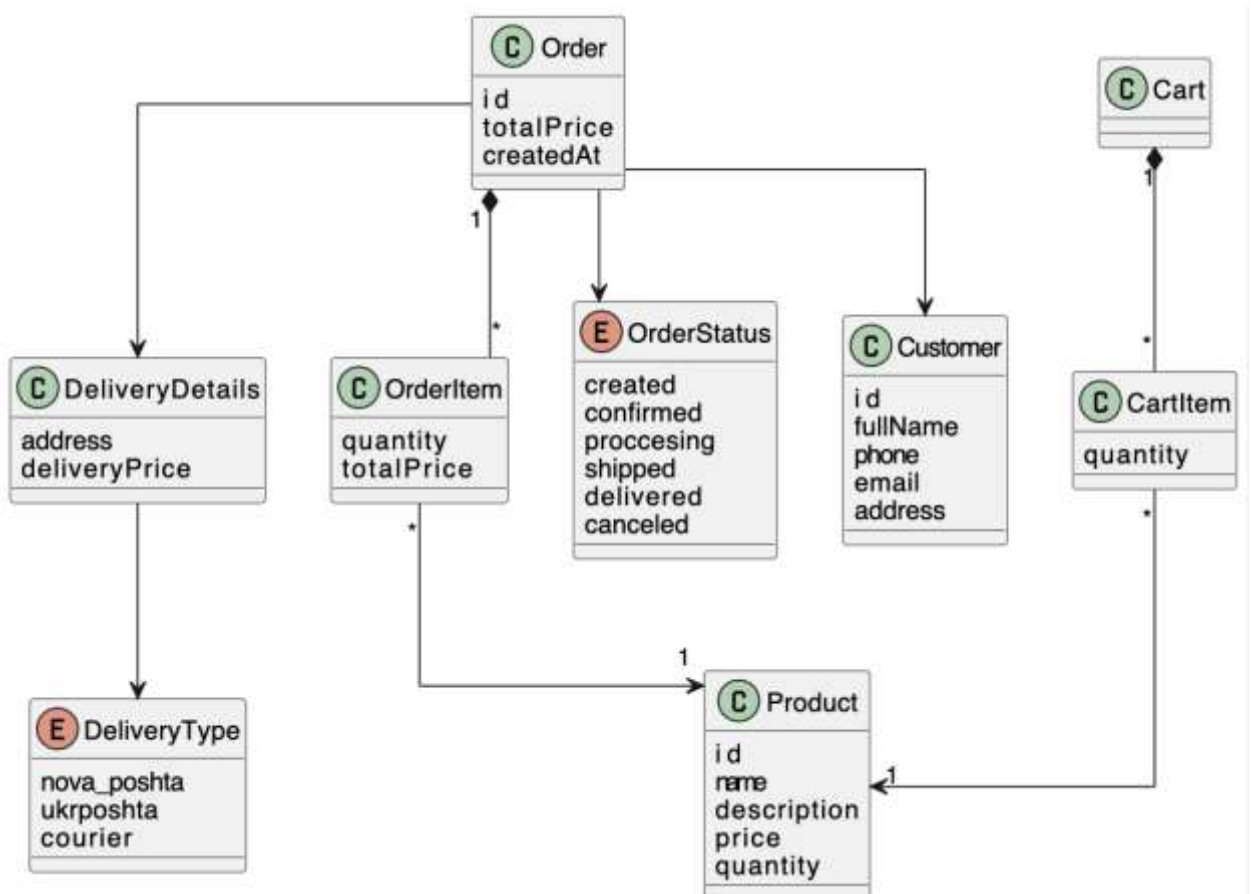 C Order
id
totalPrice
createdAt
C Cart
1
1
*
*
C DeliveryDetails
address
deliveryPrice
C OrderItem
quantity
totalPrice
E OrderStatus
created
confirmed
proccesing
shipped
delivered
canceled
C Customer
id
fullName
phone
email
address
C CartItem
quantity
*
*
1
E DeliveryType
nova_poshta
ukrposhta
courier
C Product
id
name
description
price
quantity
1